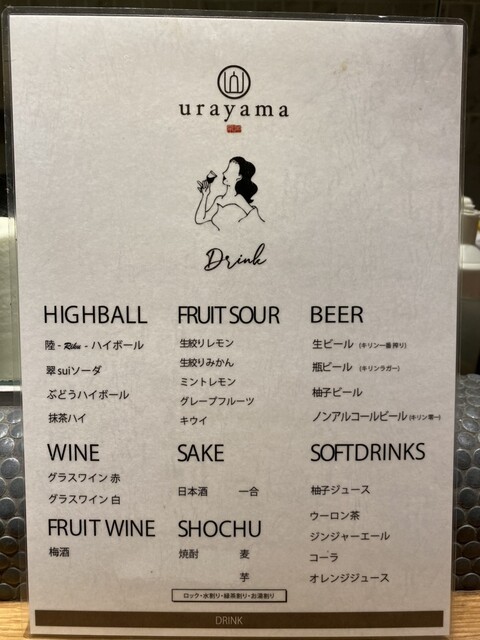 urayama
Drink
HIGHBALL
陸 - Riku - ハイボール
翠 suiソーダ
ぶどうハイボール
抹茶ハイ
FRUIT SOUR
生絞りレモン
生絞りみかん
ミントレモン
グレープフルーツ
キウイ
BEER
生ビール (キリン一番搾り)
瓶ビール (キリンラガー)
柚子ビール
ノンアルコールビール (キリン零一)
WINE
グラスワイン 赤
グラスワイン 白
SAKE
日本酒 一合
SOFTDRINKS
柚子ジュース
ウーロン茶
ジンジャーエール
コーラ
オレンジジュース
FRUIT WINE
梅酒
SHOCHU
焼酎 麦
芋
ロック・水割り・緑茶割り・お湯割り
DRINK